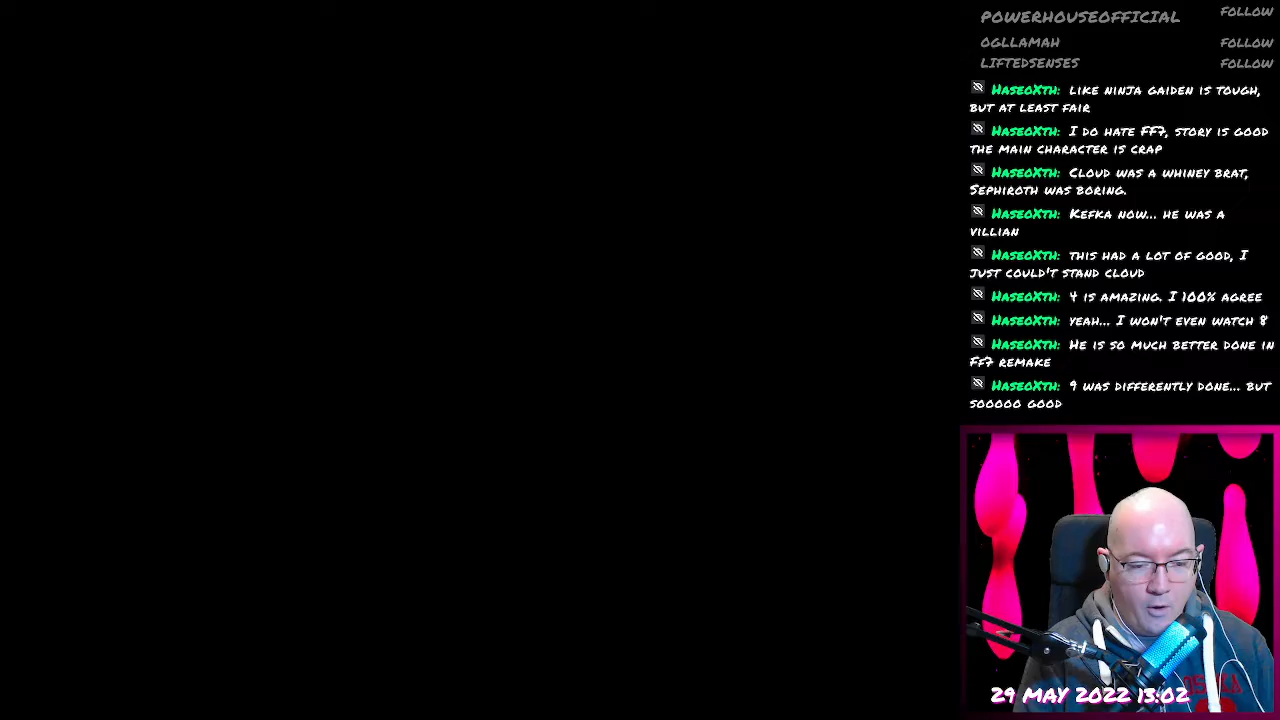 POWERHOUSEOFFICIAL FOLLOW
OGLLAMAH FOLLOW
LIFTEDSENSES FOLLOW
HaseoXth: like ninja gaiden is tough,
but at least fair
HaseoXth: I do hate FF7, story is good
the main character is crap
HaseoXth: Cloud was a whiney brat,
Sephiroth was boring.
HaseoXth: Kefka now... he was a
villian
HaseoXth: this had a lot of good, I
just could't stand cloud
HaseoXth: 4 is amazing. I 100% agree
HaseoXth: yeah... I won't even watch 8
HaseoXth: He is so much better done in
Ff7 remake
HaseoXth: 9 was differently done... but
sooooo good
29 MAY 2022 13:02